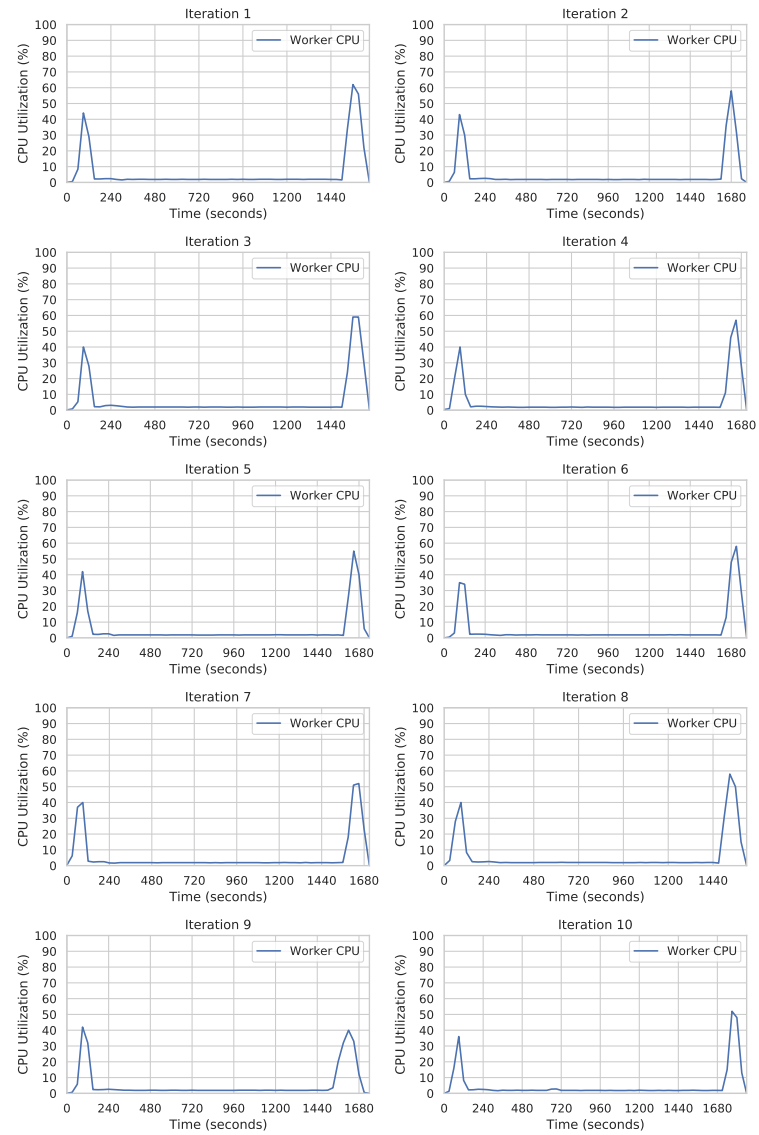 Iteration 1
CPU Utilization (%)
100
90
80
70
60
50
40
30
20
10
0
Worker CPU
0 240 480 720 960 1200 1440
Time (seconds)
Iteration 2
CPU Utilization (%)
100
90
80
70
60
50
40
30
20
10
0
Worker CPU
0 240 480 720 960 1200 1440 1680
Time (seconds)
Iteration 3
CPU Utilization (%)
100
90
80
70
60
50
40
30
20
10
0
Worker CPU
0 240 480 720 960 1200 1440
Time (seconds)
Iteration 4
CPU Utilization (%)
100
90
80
70
60
50
40
30
20
10
0
Worker CPU
0 240 480 720 960 1200 1440 1680
Time (seconds)
Iteration 5
CPU Utilization (%)
100
90
80
70
60
50
40
30
20
10
0
Worker CPU
0 240 480 720 960 1200 1440 1680
Time (seconds)
Iteration 6
CPU Utilization (%)
100
90
80
70
60
50
40
30
20
10
0
Worker CPU
0 240 480 720 960 1200 1440 1680
Time (seconds)
Iteration 7
CPU Utilization (%)
100
90
80
70
60
50
40
30
20
10
0
Worker CPU
0 240 480 720 960 1200 1440 1680
Time (seconds)
Iteration 8
CPU Utilization (%)
100
90
80
70
60
50
40
30
20
10
0
Worker CPU
0 240 480 720 960 1200 1440
Time (seconds)
Iteration 9
CPU Utilization (%)
100
90
80
70
60
50
40
30
20
10
0
Worker CPU
0 240 480 720 960 1200 1440 1680
Time (seconds)
Iteration 10
CPU Utilization (%)
100
90
80
70
60
50
40
30
20
10
0
Worker CPU
0 240 480 720 960 1200 1440 1680
Time (seconds)